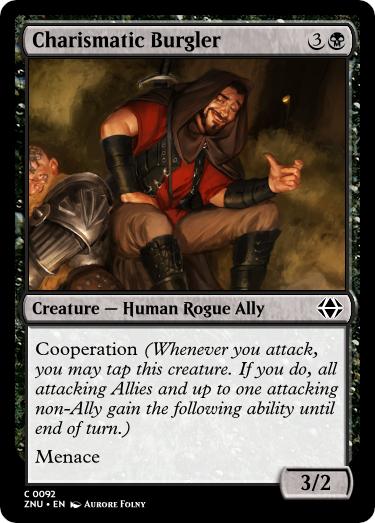 Charismatic Burgler 3
Creature — Human Rogue Ally
Cooperation (Whenever you attack,
you may tap this creature. If you do, all
attacking Allies and up to one attacking
non-Ally gain the following ability until
end of turn.)
Menace
3/2
C 0092
ZNU • EN Aurore Folny